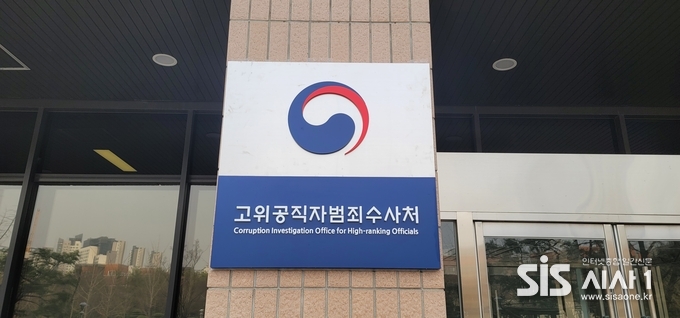 고위공직자범죄수사처
Corruption Investigation Office for High-ranking Officials
인터넷종합일간신문
SIS 시사1
www.sisaone.kr